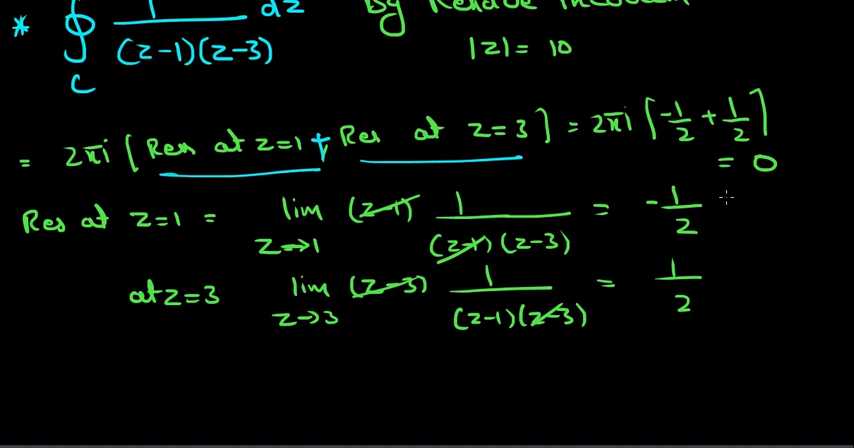 * ∮ 1 dz By Residue Theorem
C (z-1)(z-3) |z| = 10
= 2πi [ Res at z=1 + Res at z=3 ] = 2πi [ -1/2 + 1/2 ]
= 0
Res at z=1 = lim z→1 (z-1) 1/(z-1)(z-3) = -1/2
at z=3 lim z→3 (z-3) 1/(z-1)(z-3) = 1/2